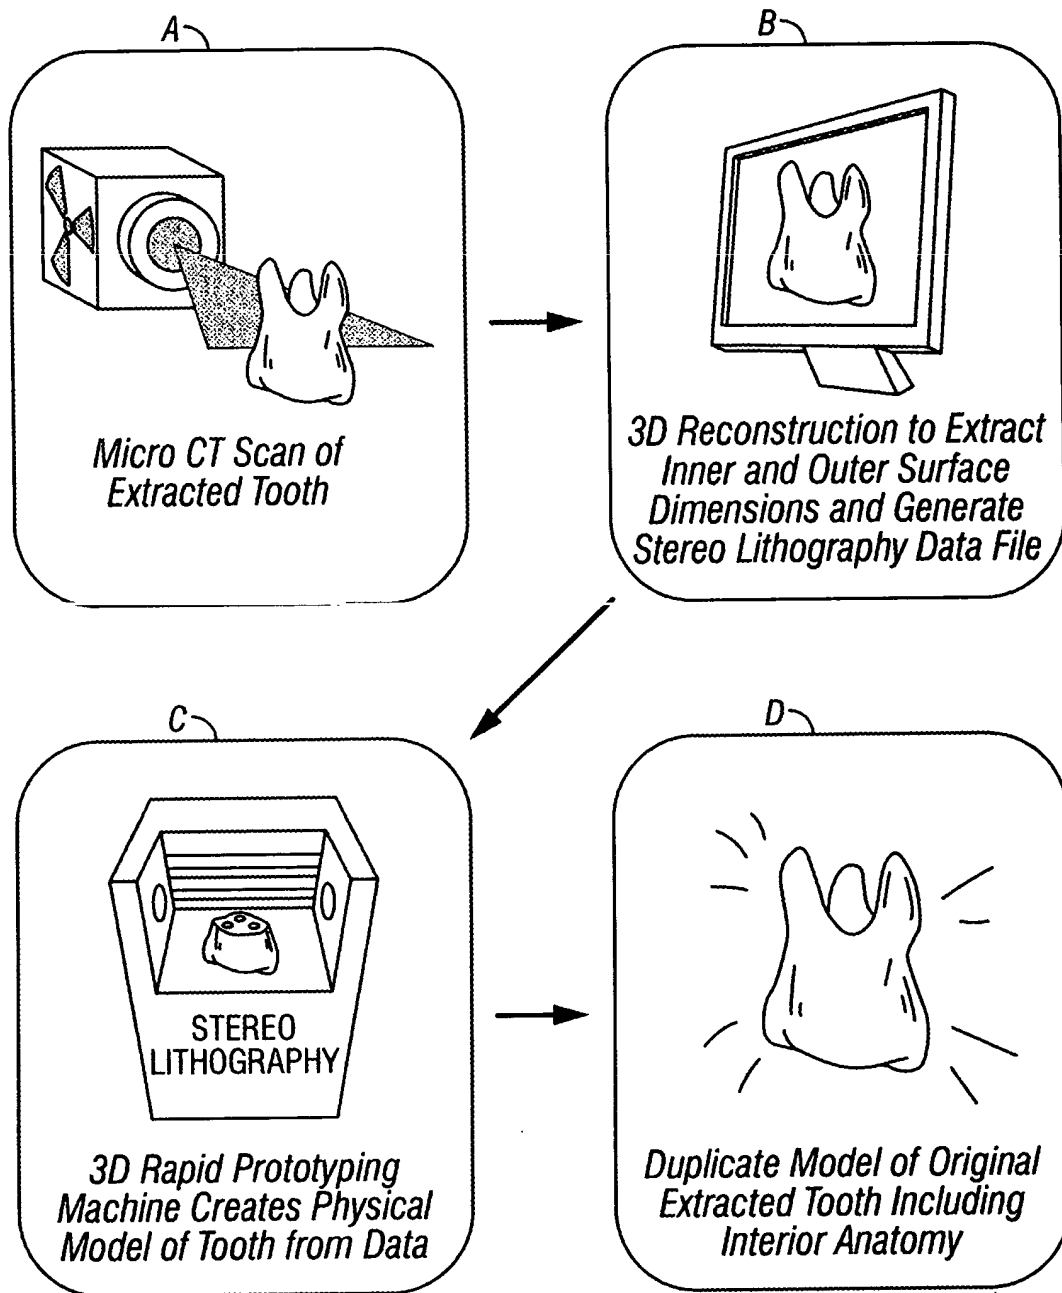 A
Micro CT Scan of
Extracted Tooth
B
3D Reconstruction to Extract
Inner and Outer Surface
Dimensions and Generate
Stereo Lithography Data File
C
STEREO
LITHOGRAPHY
3D Rapid Prototyping
Machine Creates Physical
Model of Tooth from Data
D
Duplicate Model of Original
Extracted Tooth Including
Interior Anatomy